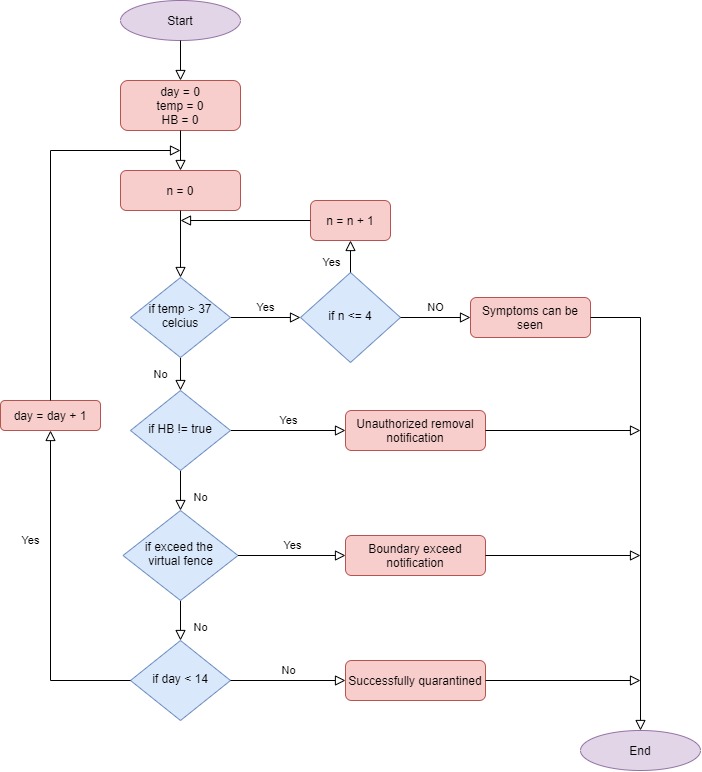 Start
day = 0
temp = 0
HB = 0
n = 0
n = n + 1
Yes
if temp > 37
celcius
Yes
if n <= 4
NO
Symptoms can be
seen
No
day = day + 1
if HB != true
Yes
Unauthorized removal
notification
No
Yes
if exceed the
virtual fence
Yes
Boundary exceed
notification
No
if day < 14
No
Successfully quarantined
End